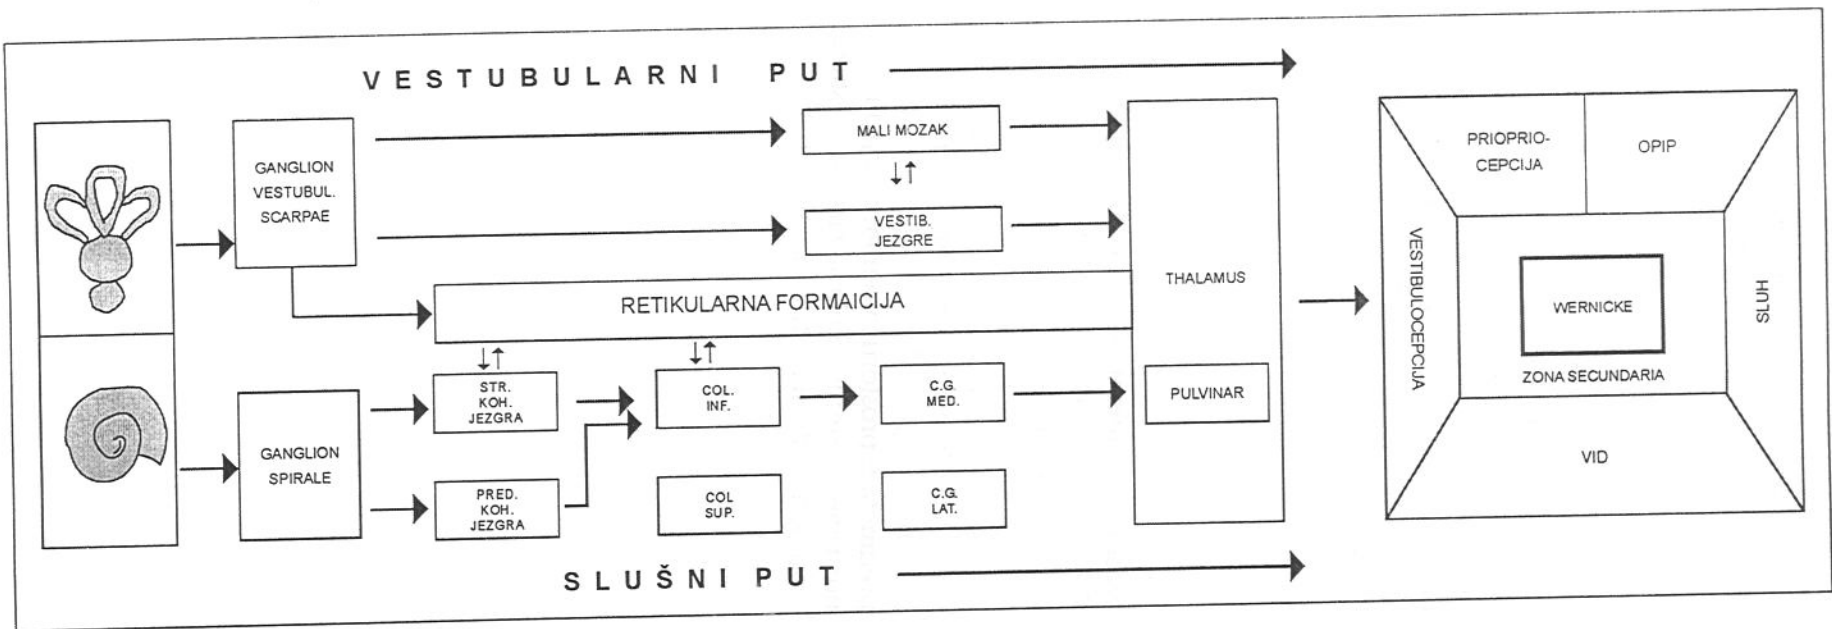 VESTUBULARNI PUT
GANGLION
VESTUBUL.
SCARPAE
MALI MOZAK
VESTIB.
JEZGRE
RETIKULARNA FORMAICIJA
THALAMUS
PULVINAR
GANGLION
SPIRALE
STR.
KOH.
JEZGRA
PRED.
KOH.
JEZGRA
COL.
INF.
COL
SUP.
C.G.
MED.
C.G.
LAT.
PRIOPRIO-
CEPCIJA
OPIP
VESTIBULOCEPCIJA
WERNICKE
ZONA SECUNDARIA
SLUH
VID
SLUŠNI PUT